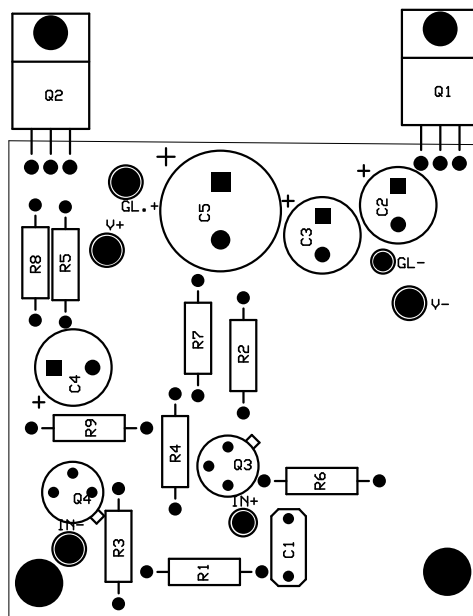 Q2
Q1
GL.+
V+
C5
C3
C2
GL-
V-
R8
R5
R7
R2
C4
R9
R4
Q3
R6
Q4
IN-
IN+
R3
R1
C1